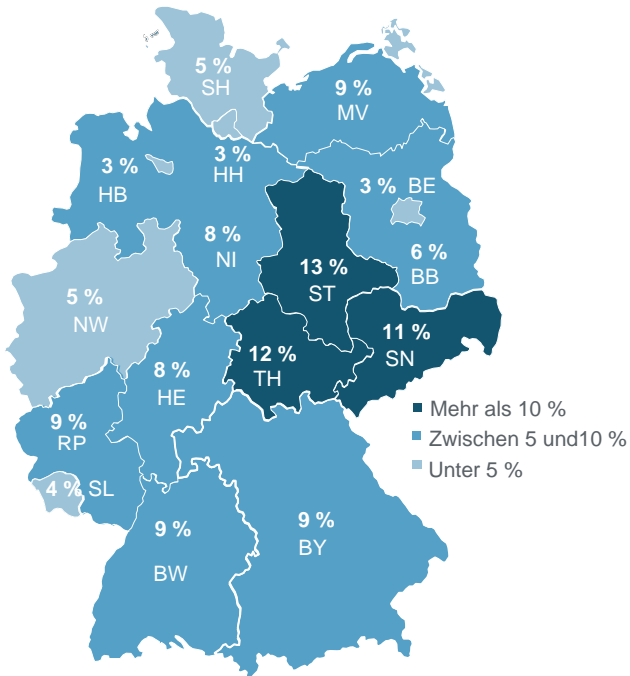 5 %
SH
9 %
MV
3 %
HH
3 %
HB
3 % BE
8 %
NI
6 %
BB
13 %
ST
5 %
NW
11 %
SN
12 %
TH
8 %
HE
9 %
RP
4 % SL
9 %
BW
9 %
BY
Mehr als 10 %
Zwischen 5 und10 %
Unter 5 %